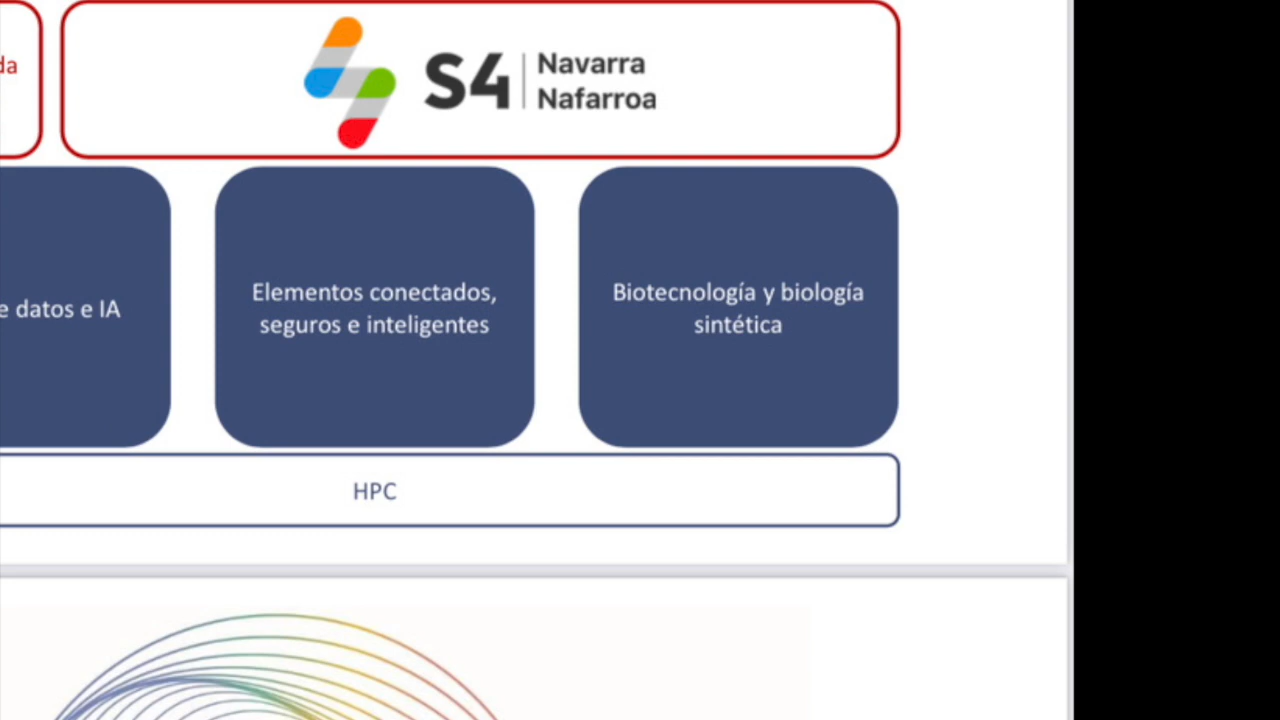 da
S4
Navarra
Nafarroa
e datos e IA
Elementos conectados,
seguros e inteligentes
Biotecnología y biología
sintética
HPC